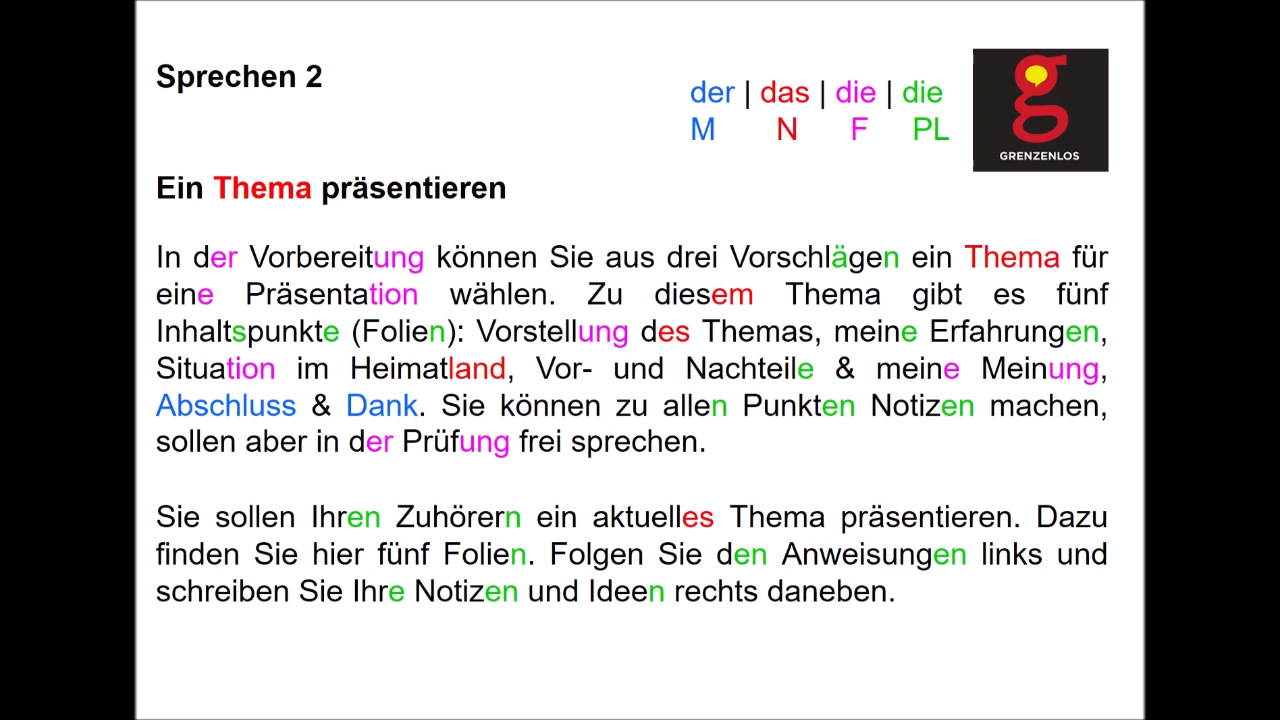 Sprechen 2
der | das | die | die
M N F PL
g
GRENZENLOS
Ein Thema präsentieren
In der Vorbereitung können Sie aus drei Vorschlägen ein Thema für
eine Präsentation wählen. Zu diesem Thema gibt es fünf
Inhaltspunkte (Folien): Vorstellung des Themas, meine Erfahrungen,
Situation im Heimatland, Vor- und Nachteile & meine Meinung,
Abschluss & Dank. Sie können zu allen Punkten Notizen machen,
sollen aber in der Prüfung frei sprechen.
Sie sollen Ihren Zuhörern ein aktuelles Thema präsentieren. Dazu
finden Sie hier fünf Folien. Folgen Sie den Anweisungen links und
schreiben Sie Ihre Notizen und Ideen rechts daneben.